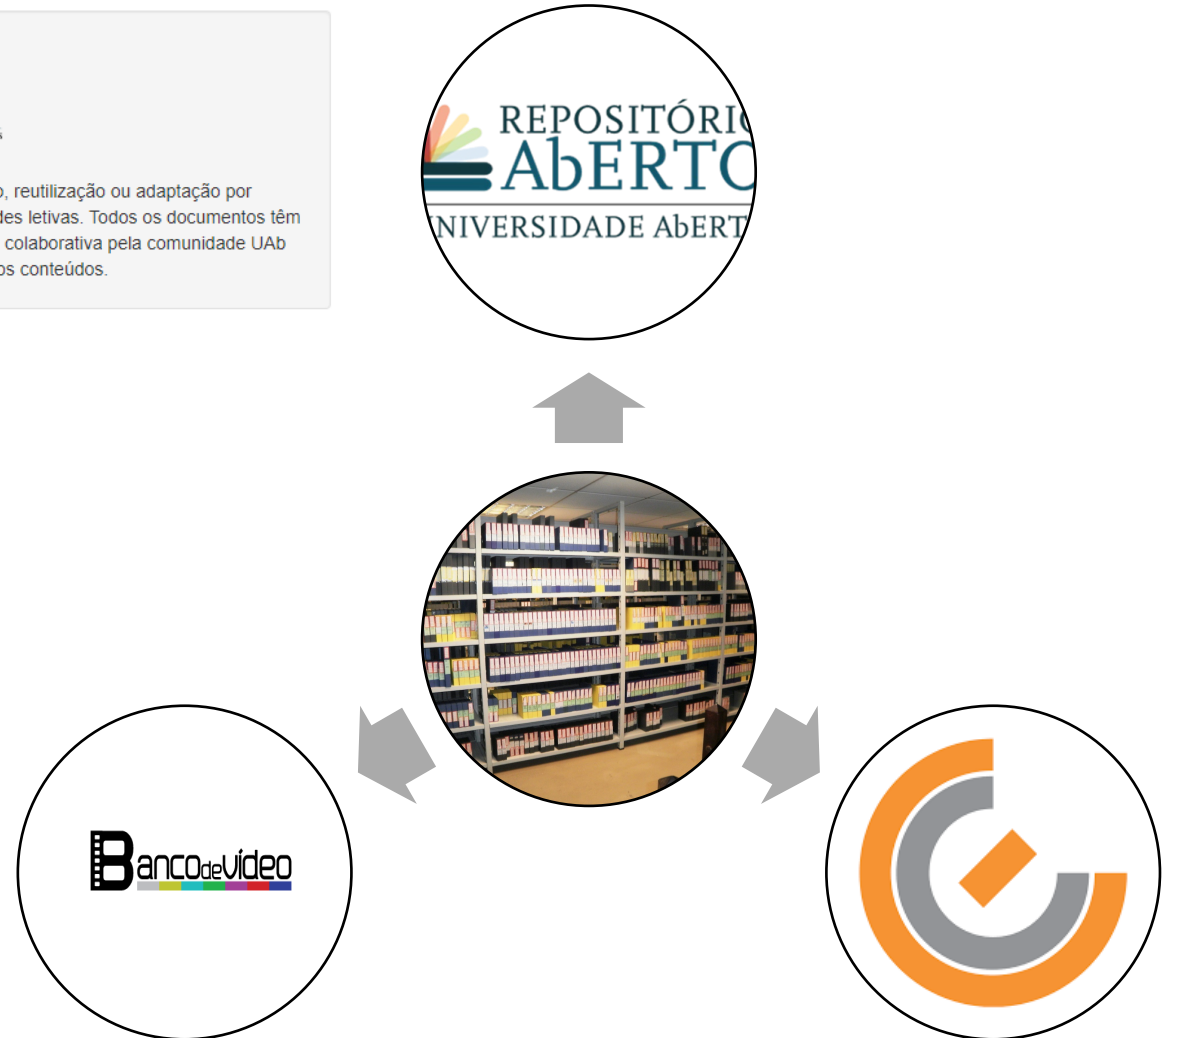 o, reutilização ou adaptação por
des letivas. Todos os documentos têm
colaborativa pela comunidade UAb
os conteúdos.
REPOSITÓRIO
AbERTO
NIVERSIDADE AbERT
BancodeVídeo